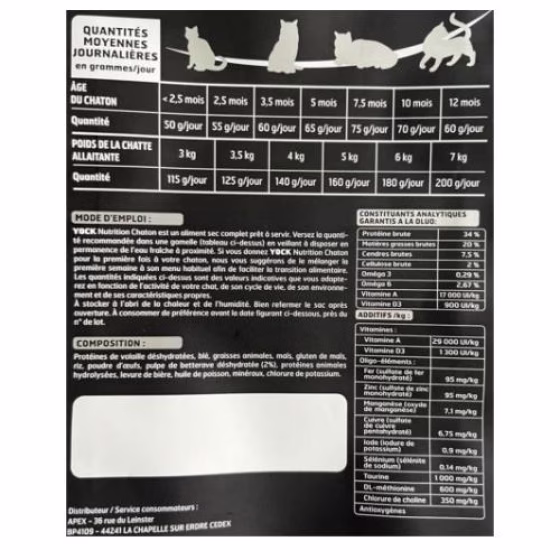 QUANTITÉS
MOYENNES
JOURNALIÈRES
en grammes/jour
ÂGE
DU CHATON
< 2,5 mois 2,5 mois 3,5 mois 5 mois 7,5 mois 10 mois 12 mois
Quantité 50 g/jour 55 g/jour 60 g/jour 65 g/jour 75 g/jour 70 g/jour 60 g/jour
POIDS DE LA CHATTE
ALLAITANTE
3 kg 3,5 kg 4 kg 5 kg 6 kg 7 kg
Quantité 115 g/jour 125 g/jour 140 g/jour 160 g/jour 180 g/jour 200 g/jour
MODE D'EMPLOI :
YOCK Nutrition Chaton est un aliment sec complet prêt à servir. Versez la quanti-
té recommandée dans une gamelle (tableau ci-dessus) en veillant à disposer en
permanence de l'eau fraîche à proximité. Si vous donnez YOCK Nutrition Chaton
pour la première fois à votre chaton, nous vous suggérons de le mélanger la
première semaine à son menu habituel afin de faciliter la transition alimentaire.
Les quantités indiquées ci-dessus sont des valeurs indicatives que vous adapte-
rez en fonction de l'activité de votre chat, de son cycle de vie, de son environne-
ment et de ses caractéristiques propres.
À stocker à l'abri de la chaleur et de l'humidité. Bien refermer le sac après
ouverture. À consommer de préférence avant la date figurant ci-dessous, près du
n° de lot.
COMPOSITION :
Protéines de volaille déshydratées, blé, graisses animales, maïs, gluten de maïs,
riz, poudre d'œufs, pulpe de betterave déshydratée (2%), protéines animales
hydrolysées, levure de bière, huile de poisson, minéraux, chlorure de potassium.
Distributeur / Service consommateurs :
APEX - 36 rue du Leinster
BP4109 - 44241 LA CHAPELLE SUR ERDRE CEDEX
CONSTITUANTS ANALYTIQUES
GARANTIS A LA DLUO:
Protéine brute 34 %
Matières grasses brutes 20 %
Cendres brutes 7,5 %
Cellulose brute 2 %
Oméga 3 0,29 %
Oméga 6 2,67 %
Vitamine A 17 000 UI/kg
Vitamine D3 900 UI/kg
ADDITIFS /kg :
Vitamines :
Vitamine A 29 000 UI/kg
Vitamine D3 1 300 UI/kg
Oligo-éléments :
Fer (sulfate de fer
monohydraté) 95 mg/kg
Zinc (sulfate de zinc
monohydraté) 95 mg/kg
Manganèse (oxyde
de manganèse) 7,1 mg/kg
Cuivre (sulfate
de cuivre
pentahydraté) 6,75 mg/kg
Iode (iodure de
potassium) 0,9 mg/kg
Sélénium (sélénite
de sodium) 0,14 mg/kg
Taurine 1 000 mg/kg
DL-méthionine 600 mg/kg
Chlorure de choline 350 mg/kg
Antioxygènes